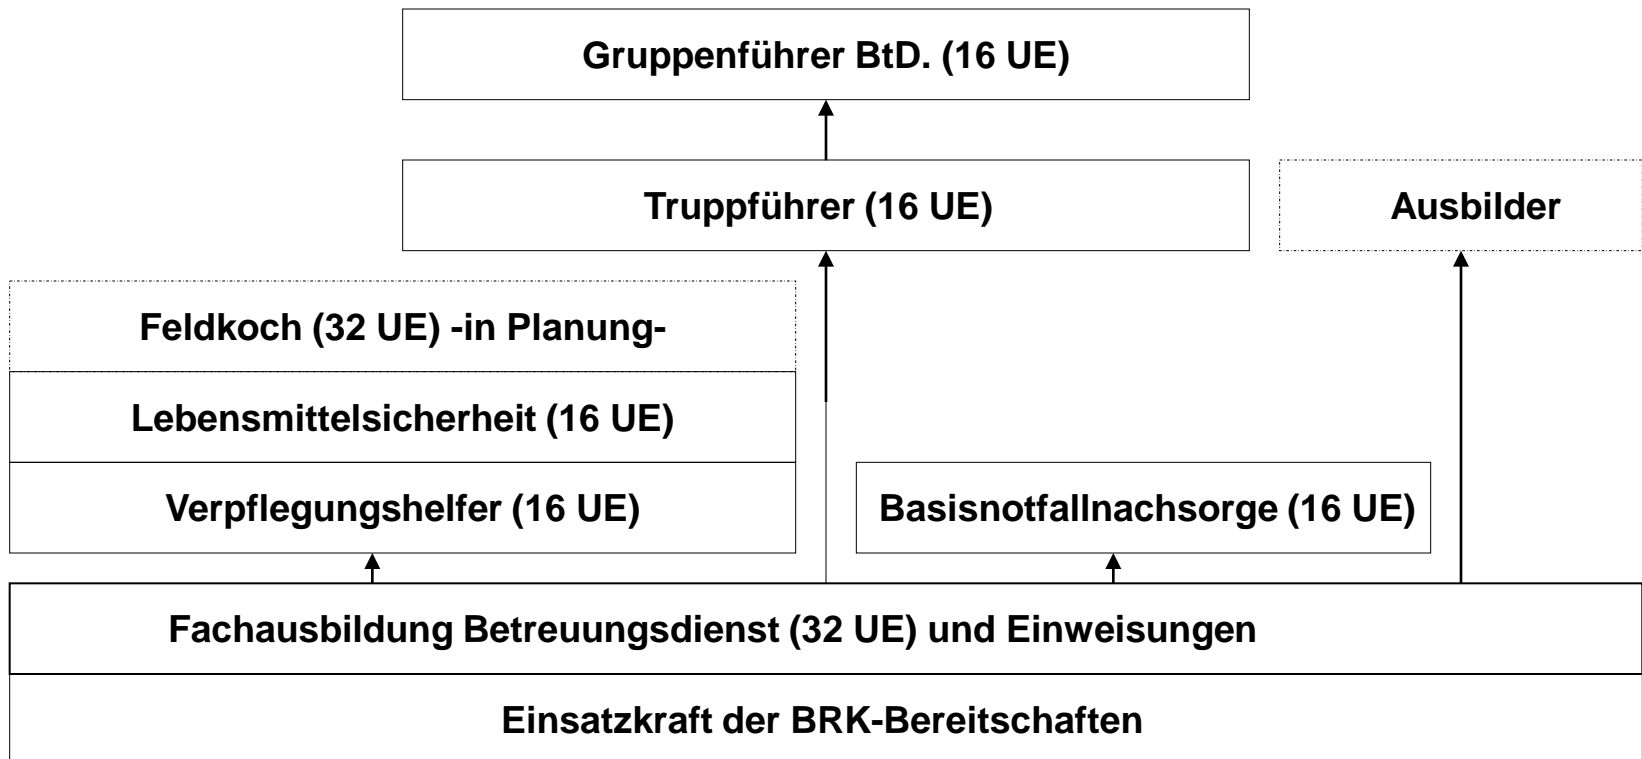 Gruppenführer BtD. (16 UE)
Truppführer (16 UE)
Ausbilder
Feldkoch (32 UE) -in Planung-
Lebensmittelsicherheit (16 UE)
Verpflegungshelfer (16 UE)
Basisnotfallnachsorge (16 UE)
Fachausbildung Betreuungsdienst (32 UE) und Einweisungen
Einsatzkraft der BRK-Bereitschaften